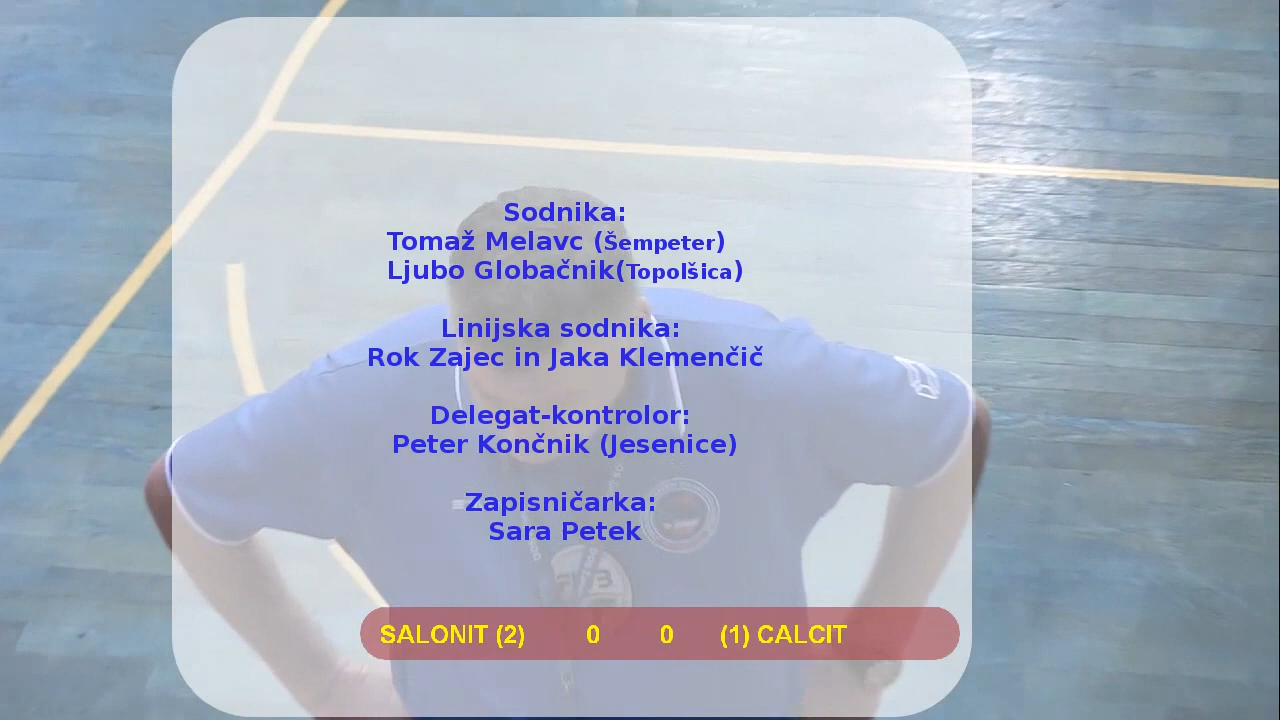 Sodnika:
Tomaž Melavc (Šempeter)
Ljubo Globačnik(Topolšica)
Linijska sodnika:
Rok Zajec in Jaka Klemenčič
Delegat-kontrolor:
Peter Končnik (Jesenice)
Zapisničarka:
Sara Petek
SALONIT (2) 0 0 (1) CALCIT